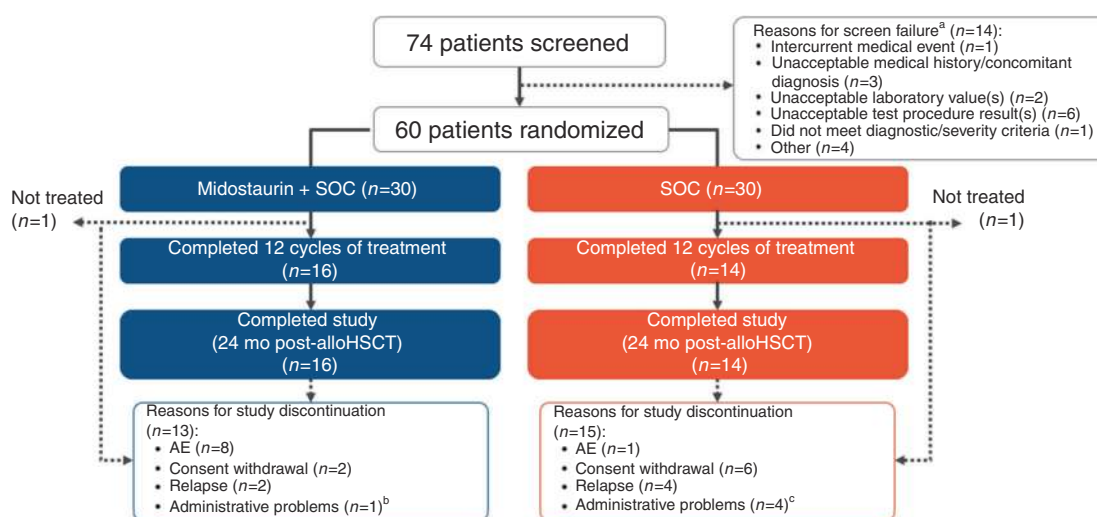 74 patients screened
Reasons for screen failureᵃ (n=14):
• Intercurrent medical event (n=1)
• Unacceptable medical history/concomitant
diagnosis (n=3)
• Unacceptable laboratory value(s) (n=2)
• Unacceptable test procedure result(s) (n=6)
• Did not meet diagnostic/severity criteria (n=1)
• Other (n=4)
60 patients randomized
Not treated
(n=1)
Midostaurin + SOC (n=30)
SOC (n=30)
Not treated
(n=1)
Completed 12 cycles of treatment
(n=16)
Completed 12 cycles of treatment
(n=14)
Completed study
(24 mo post-alloHSCT)
(n=16)
Completed study
(24 mo post-alloHSCT)
(n=14)
Reasons for study discontinuation
(n=13):
• AE (n=8)
• Consent withdrawal (n=2)
• Relapse (n=2)
• Administrative problems (n=1)ᵇ
Reasons for study discontinuation
(n=15):
• AE (n=1)
• Consent withdrawal (n=6)
• Relapse (n=4)
• Administrative problems (n=4)ᶜ